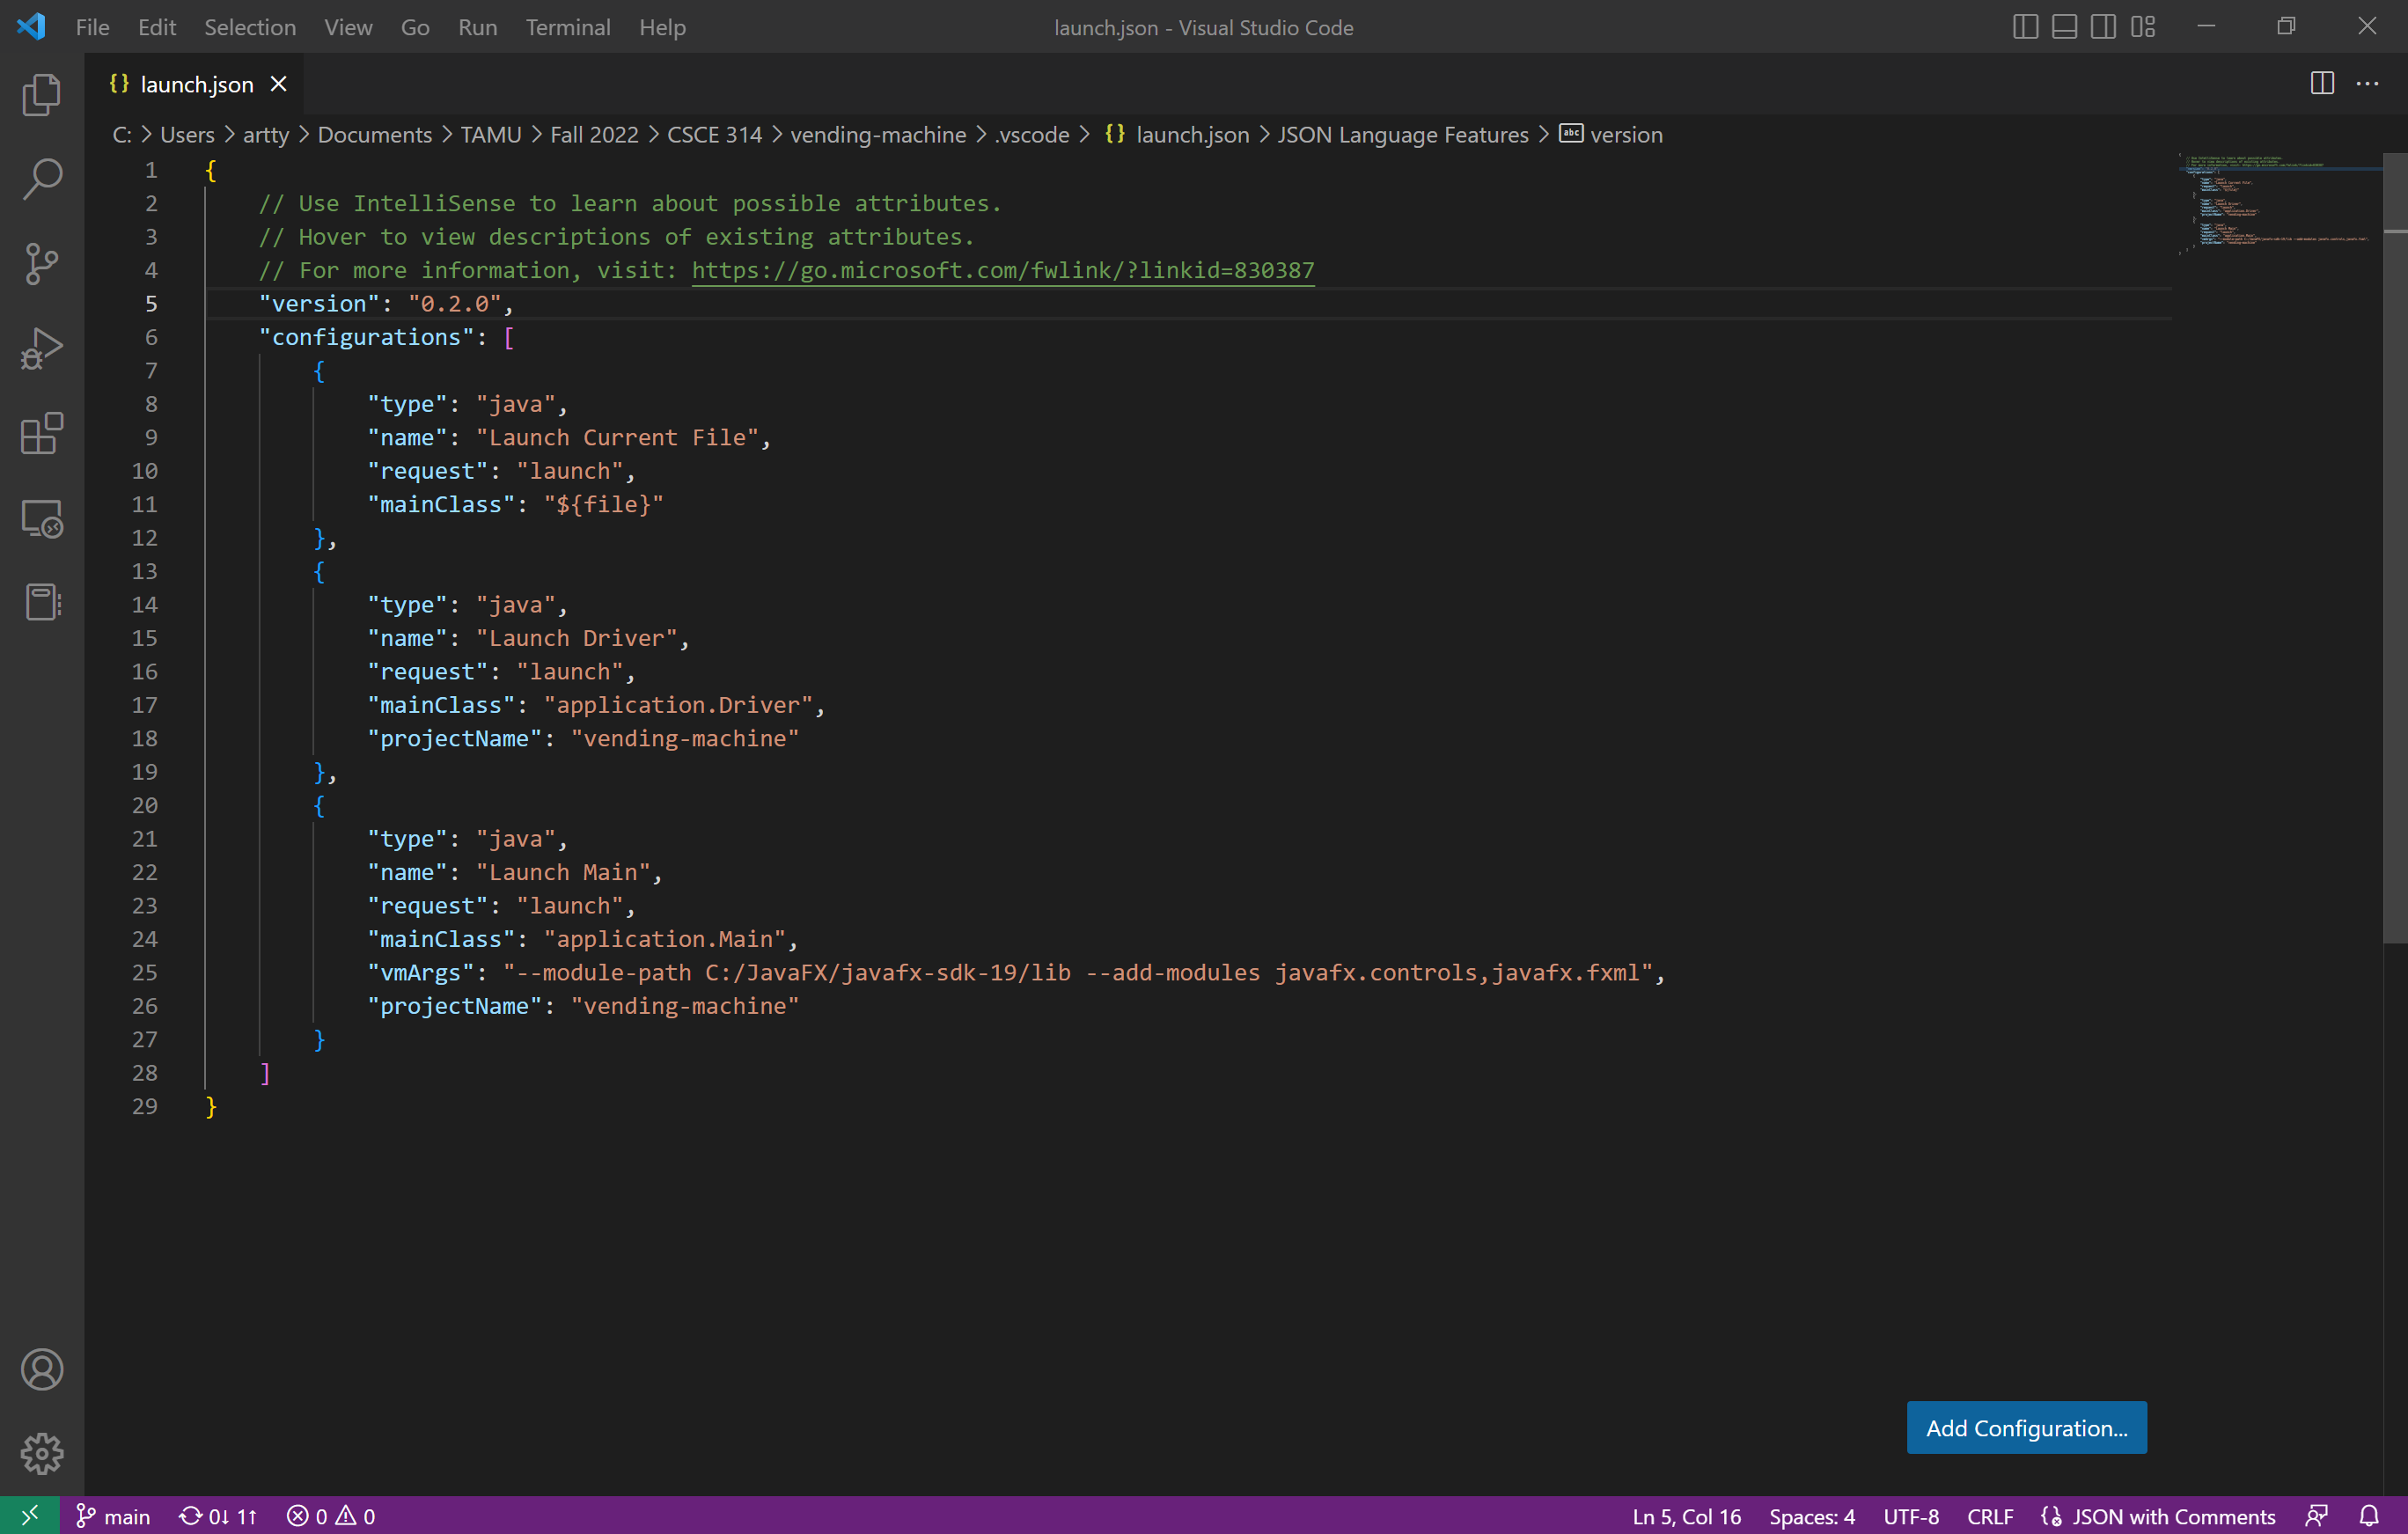 File Edit Selection View Go Run Terminal Help launch.json - Visual Studio Code
{} launch.json
C: > Users > artty > Documents > TAMU > Fall 2022 > CSCE 314 > vending-machine > .vscode > {} launch.json > JSON Language Features > abc version
1 {
2 // Use IntelliSense to learn about possible attributes.
3 // Hover to view descriptions of existing attributes.
4 // For more information, visit: https://go.microsoft.com/fwlink/?linkid=830387
5 "version": "0.2.0",
6 "configurations": [
7 {
8 "type": "java",
9 "name": "Launch Current File",
10 "request": "launch",
11 "mainClass": "${file}"
12 },
13 {
14 "type": "java",
15 "name": "Launch Driver",
16 "request": "launch",
17 "mainClass": "application.Driver",
18 "projectName": "vending-machine"
19 },
20 {
21 "type": "java",
22 "name": "Launch Main",
23 "request": "launch",
24 "mainClass": "application.Main",
25 "vmArgs": "--module-path C:/JavaFX/javafx-sdk-19/lib --add-modules javafx.controls,javafx.fxml",
26 "projectName": "vending-machine"
27 }
28 ]
29 }
Add Configuration...
main 0↓ 1↑ 0 0 Ln 5, Col 16 Spaces: 4 UTF-8 CRLF JSON with Comments